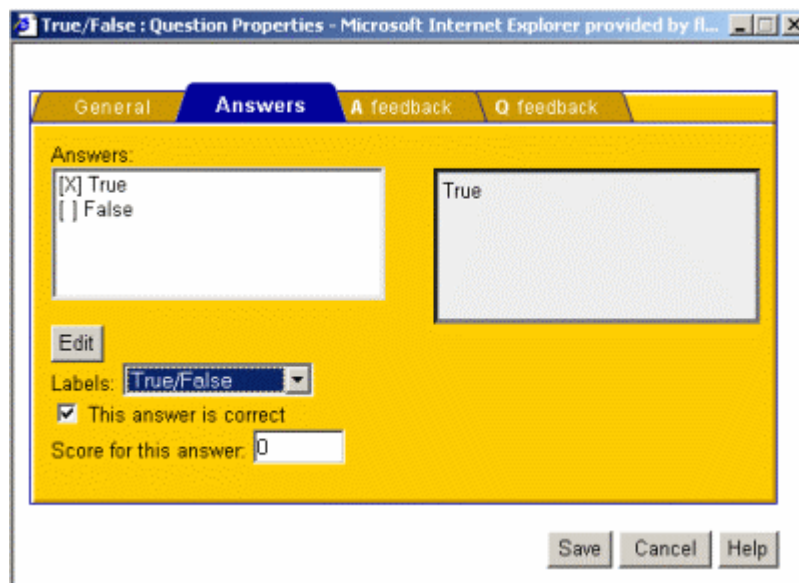 True/False : Question Properties - Microsoft Internet Explorer provided by fl...
General Answers A feedback Q feedback
Answers:
[X] True
[ ] False
True
Edit
Labels: True/False
This answer is correct
Score for this answer: 0
Save Cancel Help